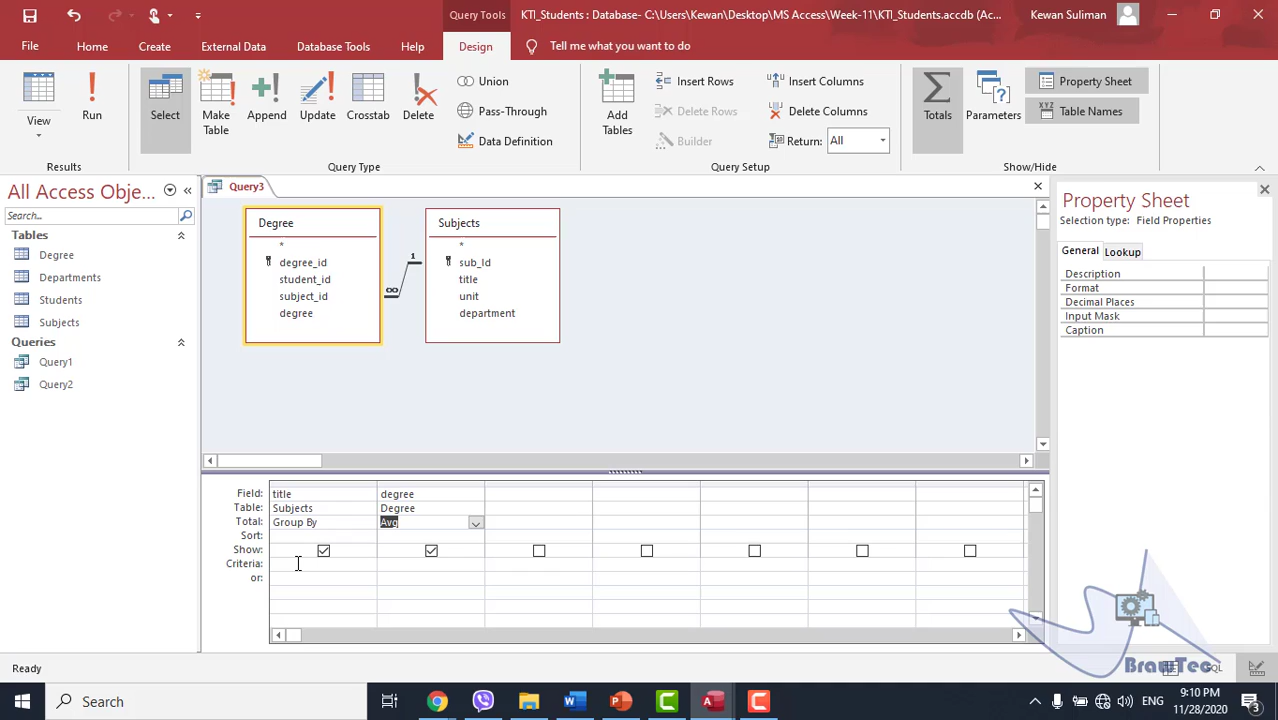 Query Tools
KTI_Students : Database- C:\Users\Kewan\Desktop\MS Access\Week-11\KTI_Students.accdb (Ac...
Kewan Suliman
File
Home
Create
External Data
Database Tools
Help
Design
Tell me what you want to do
View
Run
Select
Make Table
Append
Update
Crosstab
Delete
Union
Pass-Through
Data Definition
Add Tables
Insert Rows
Delete Rows
Builder
Insert Columns
Delete Columns
Return: All
Totals
Parameters
Property Sheet
Table Names
Results
Query Type
Query Setup
Show/Hide
All Access Obje...
Search...
Tables
Degree
Departments
Students
Subjects
Queries
Query1
Query2
Query3
Degree
*
degree_id
student_id
subject_id
degree
1
∞
Subjects
*
sub_Id
title
unit
department
Field: title degree
Table: Subjects Degree
Total: Group By Avg
Sort:
Show:
Criteria:
or:
Property Sheet
Selection type: Field Properties
General
Lookup
Description
Format
Decimal Places
Input Mask
Caption
BrauTec
SQL
Ready
Search
ENG
9:10 PM
11/28/2020
3